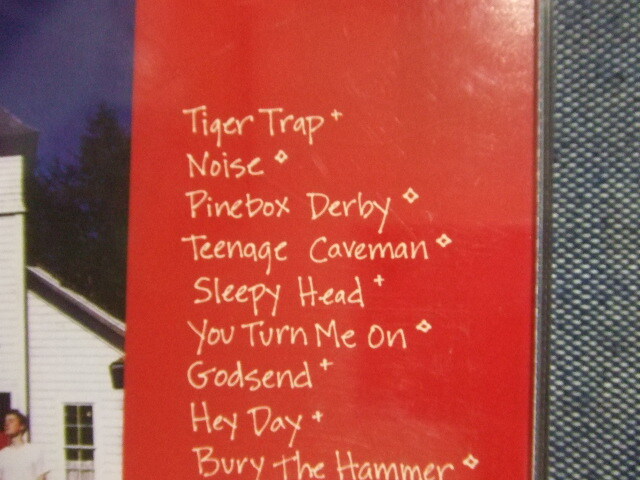 Tiger Trap +
Noise ⋄
Pinebox Derby ⋄
Teenage Caveman ⋄
Sleepy Head +
You Turn Me On ⋄
Godsend +
Hey Day +
Bury The Hammer ⋄